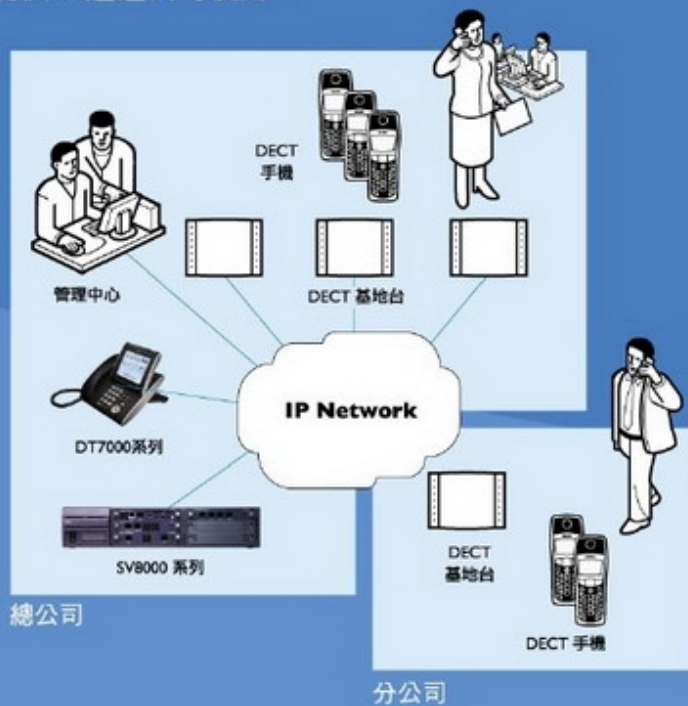 DECT
手機
管理中心
DECT 基地台
IP Network
DT7000系列
SV8000 系列
DECT
基地台
DECT 手機
總公司
分公司